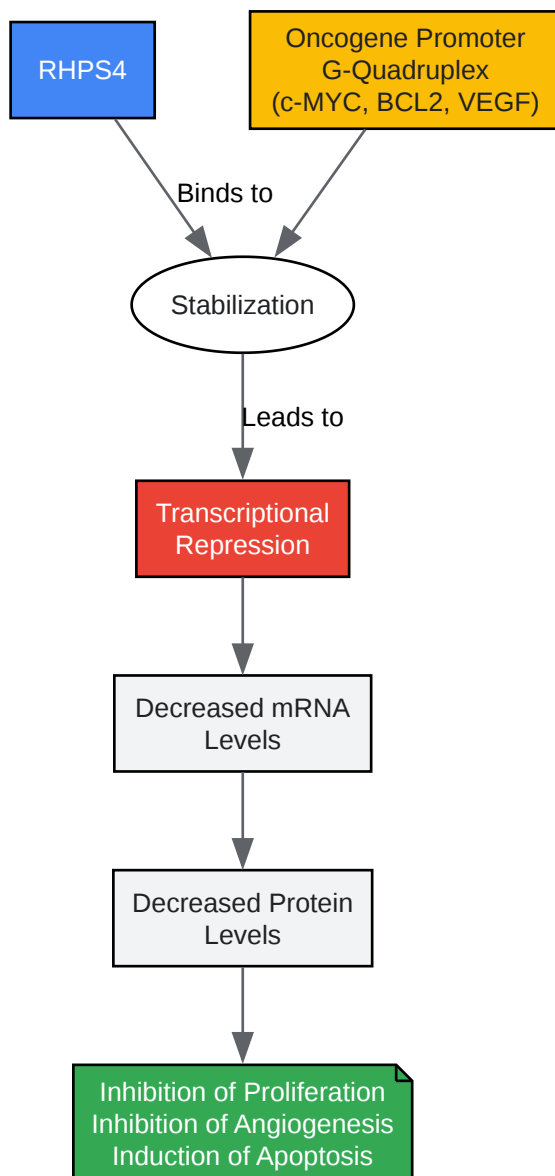 RHPS4
Oncogene Promoter
G-Quadruplex
(c-MYC, BCL2, VEGF)
Binds to
Stabilization
Leads to
Transcriptional
Repression
Decreased mRNA
Levels
Decreased Protein
Levels
Inhibition of Proliferation
Inhibition of Angiogenesis
Induction of Apoptosis